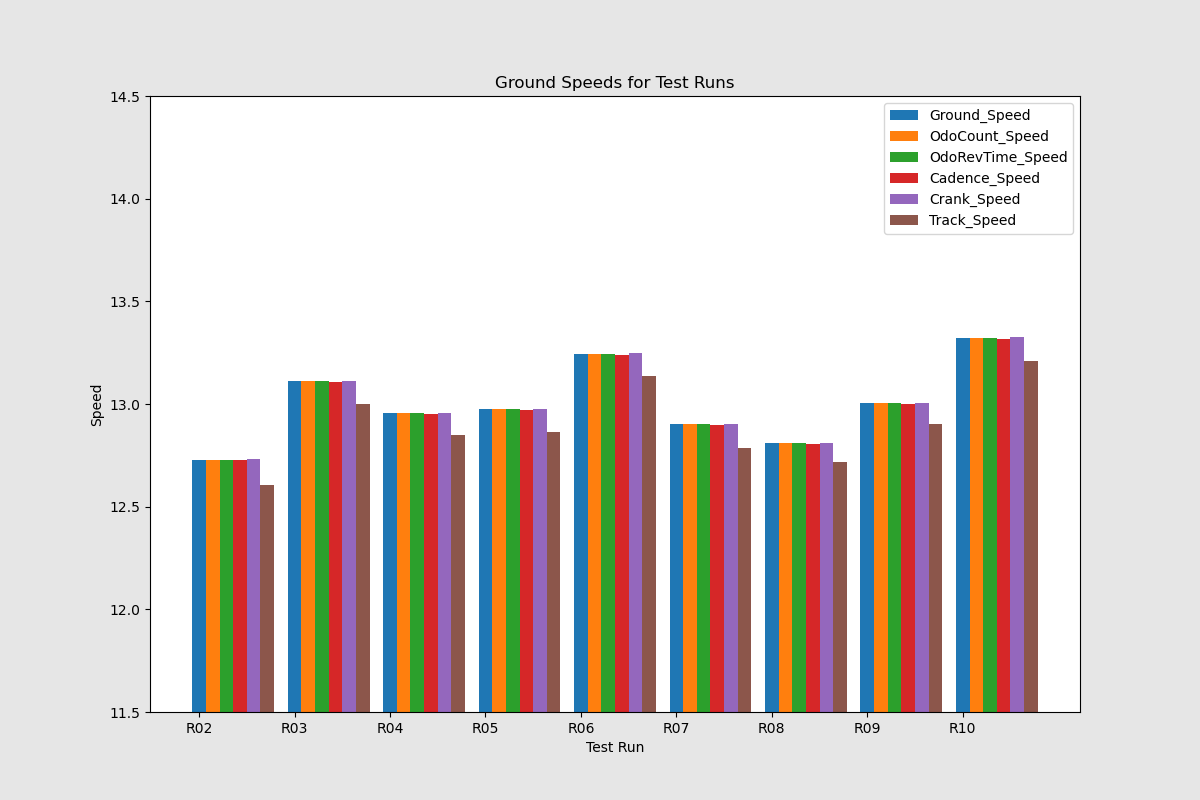 Ground Speeds for Test Runs
14.5
14.0
13.5
13.0
12.5
12.0
11.5
Speed
Ground_Speed
OdoCount_Speed
OdoRevTime_Speed
Cadence_Speed
Crank_Speed
Track_Speed
R02 R03 R04 R05 R06 R07 R08 R09 R10
Test Run